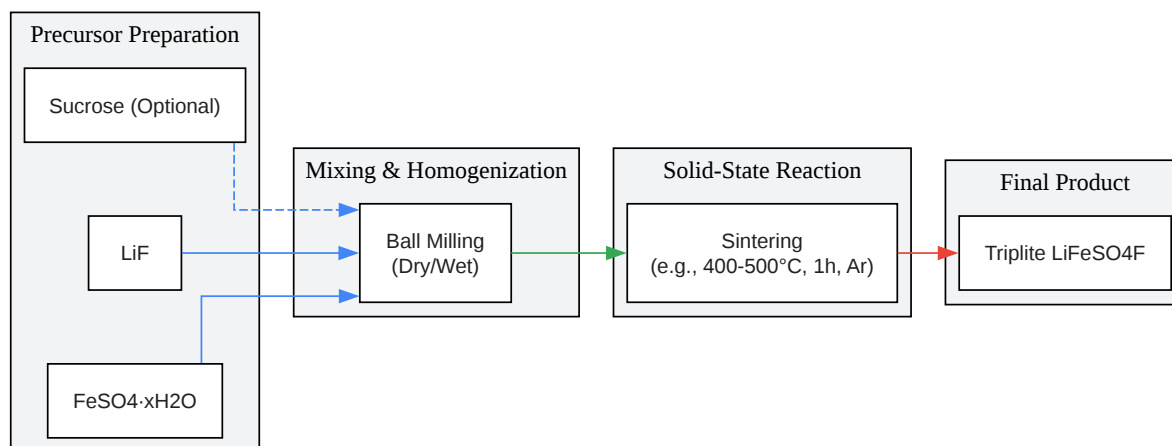 Precursor Preparation
Sucrose (Optional)
LiF
FeSO4·xH2O
Mixing & Homogenization
Ball Milling
(Dry/Wet)
Solid-State Reaction
Sintering
(e.g., 400-500°C, 1h, Ar)
Final Product
Triplite LiFeSO4F